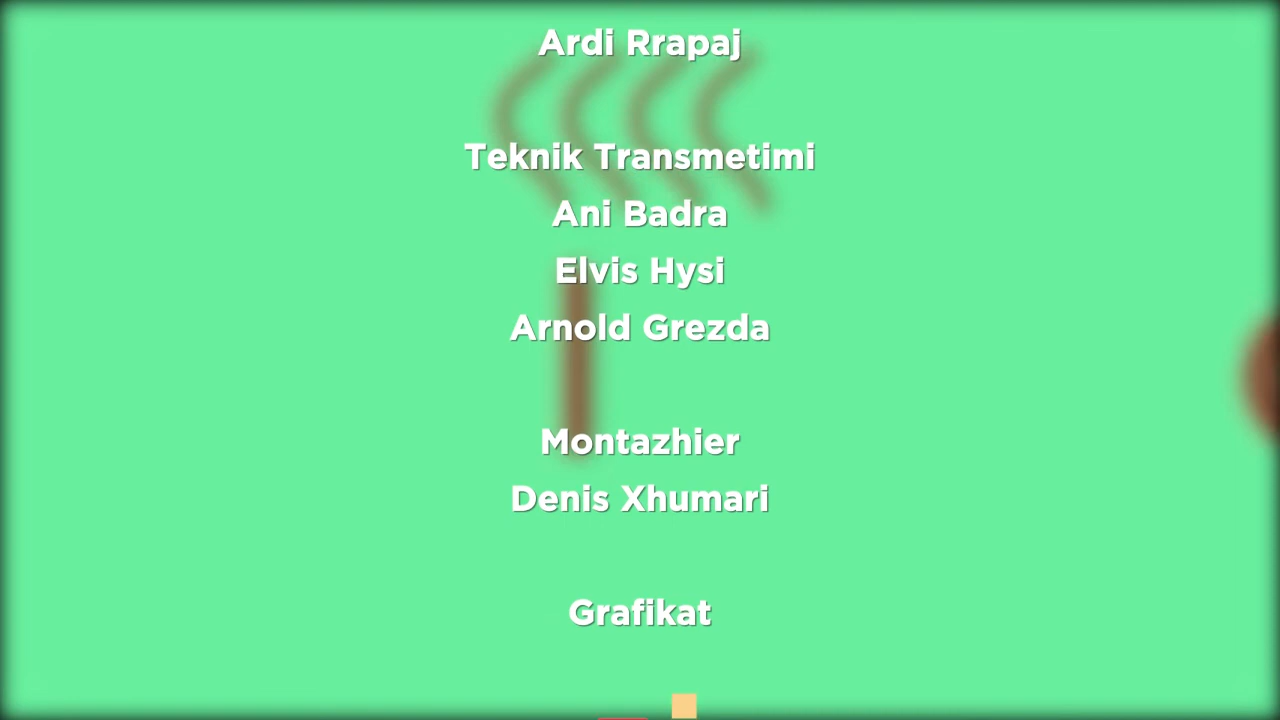 Ardi Rrapaj
Teknik Transmetimi
Ani Badra
Elvis Hysi
Arnold Grezda
Montazhier
Denis Xhumari
Grafikat